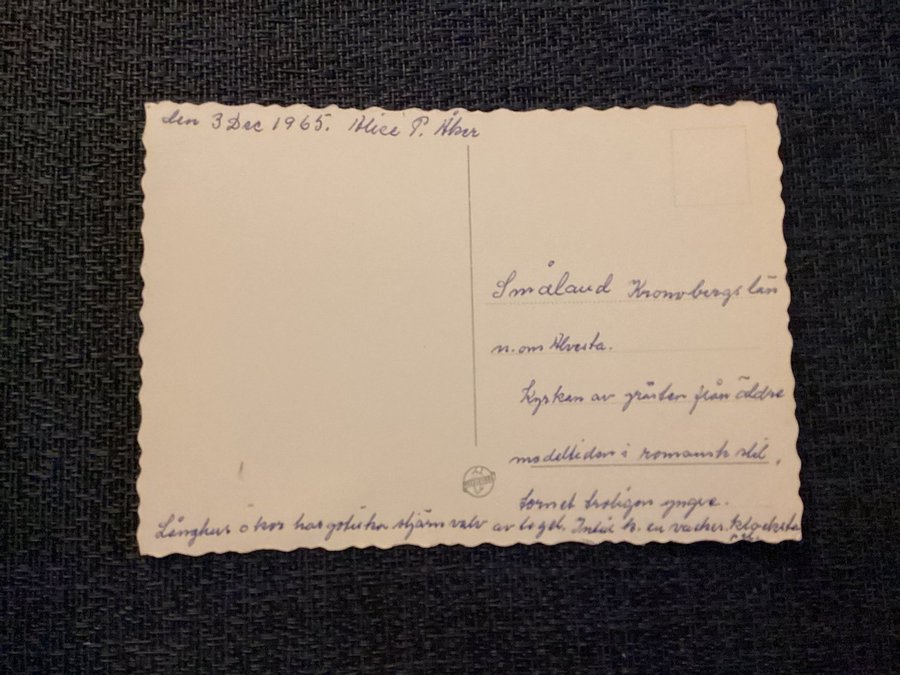 den 3 Dec 1965. Alice P. Åker
Småland Kronobergs län
n. om Alvesta.
Kyrkan av gråsten från äldre
medeltiden i romansk stil,
tornet troligen yngre.
Långhus o kor har gotiska stjärnvalv av tegel. Intill k. en vacker klocksta